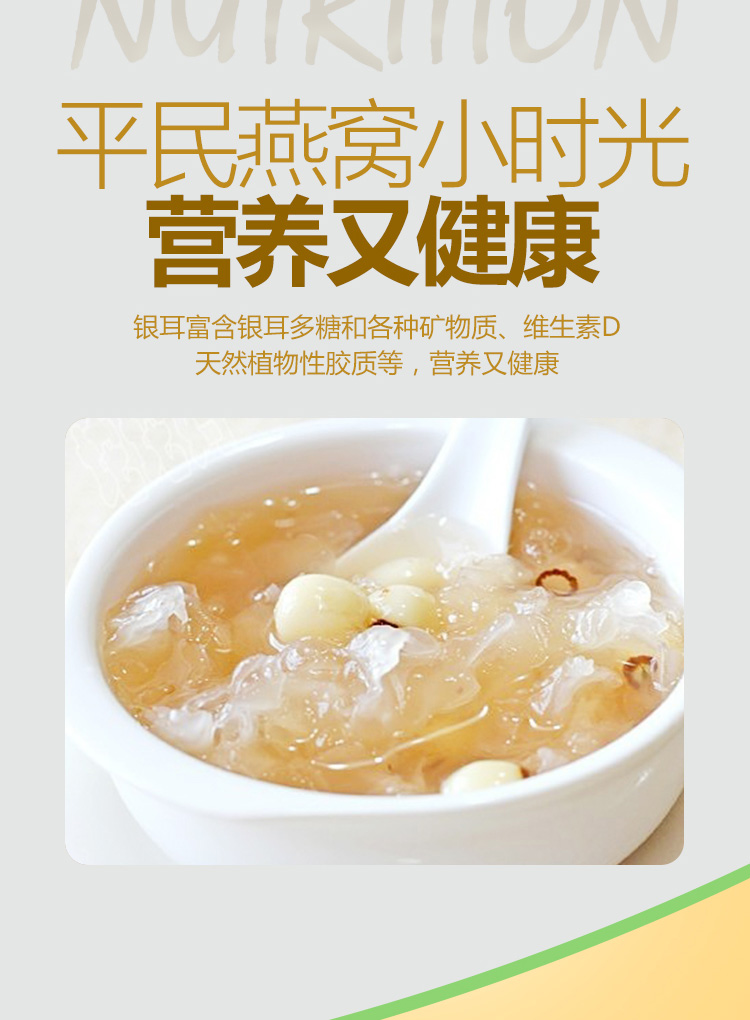 NUTRITION
平民燕窝小时光
营养又健康
银耳富含银耳多糖和各种矿物质、维生素D
天然植物性胶质等，营养又健康